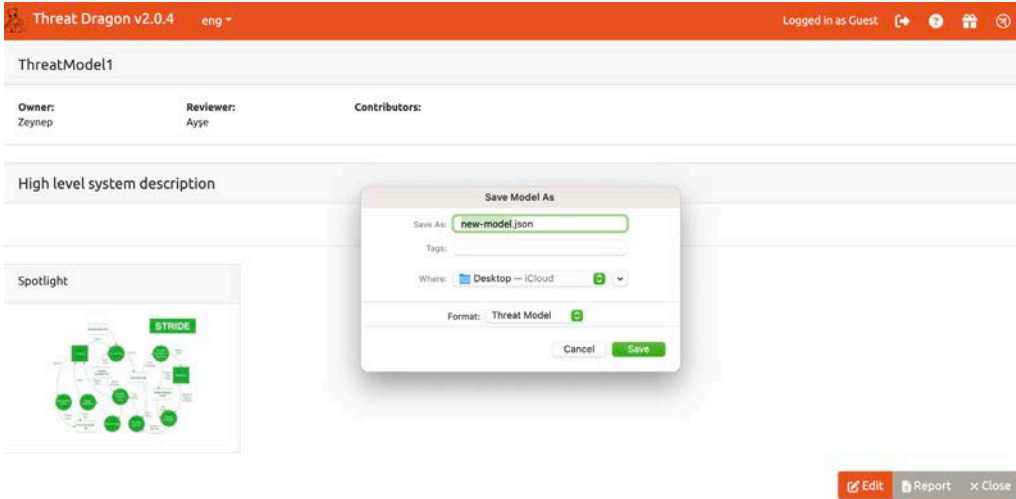 Threat Dragon v2.0.4 eng Logged in as Guest
ThreatModel1
Owner: Reviewer: Contributors:
Zeynep Ayşe
High level system description
Save Model As
Save As: new-model.json
Tags:
Where: Desktop — iCloud
Format: Threat Model
Cancel Save
Spotlight
STRIDE
Edit Report Close